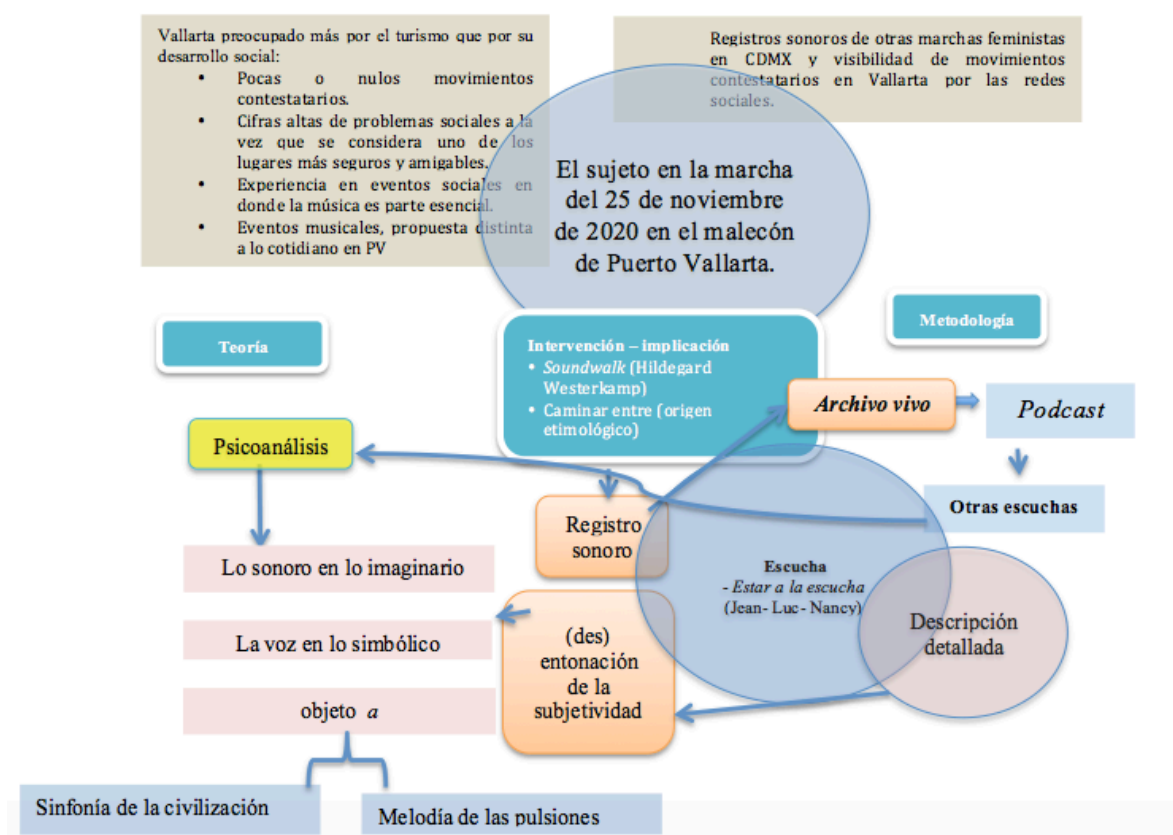 Vallarta preocupado más por el turismo que por su
desarrollo social:
• Pocas o nulos movimientos
contestatarios.
• Cifras altas de problemas sociales a la
vez que se considera uno de los
lugares más seguros y amigables.
• Experiencia en eventos sociales en
donde la música es parte esencial.
• Eventos musicales, propuesta distinta
a lo cotidiano en PV
Registros sonoros de otras marchas feministas
en CDMX y visibilidad de movimientos
contestatarios en Vallarta por las redes
sociales.
El sujeto en la marcha
del 25 de noviembre
de 2020 en el malecón
de Puerto Vallarta.
Teoría
Intervención – implicación
• Soundwalk (Hildegard
Westerkamp)
• Caminar entre (origen
etimológico)
Metodología
Archivo vivo
Podcast
Otras escuchas
Psicoanálisis
Registro
sonoro
Escucha
- Estar a la escucha
(Jean- Luc- Nancy)
Descripción
detallada
Lo sonoro en lo imaginario
La voz en lo simbólico
objeto a
(des)
entonación
de la
subjetividad
Sinfonía de la civilización
Melodía de las pulsiones